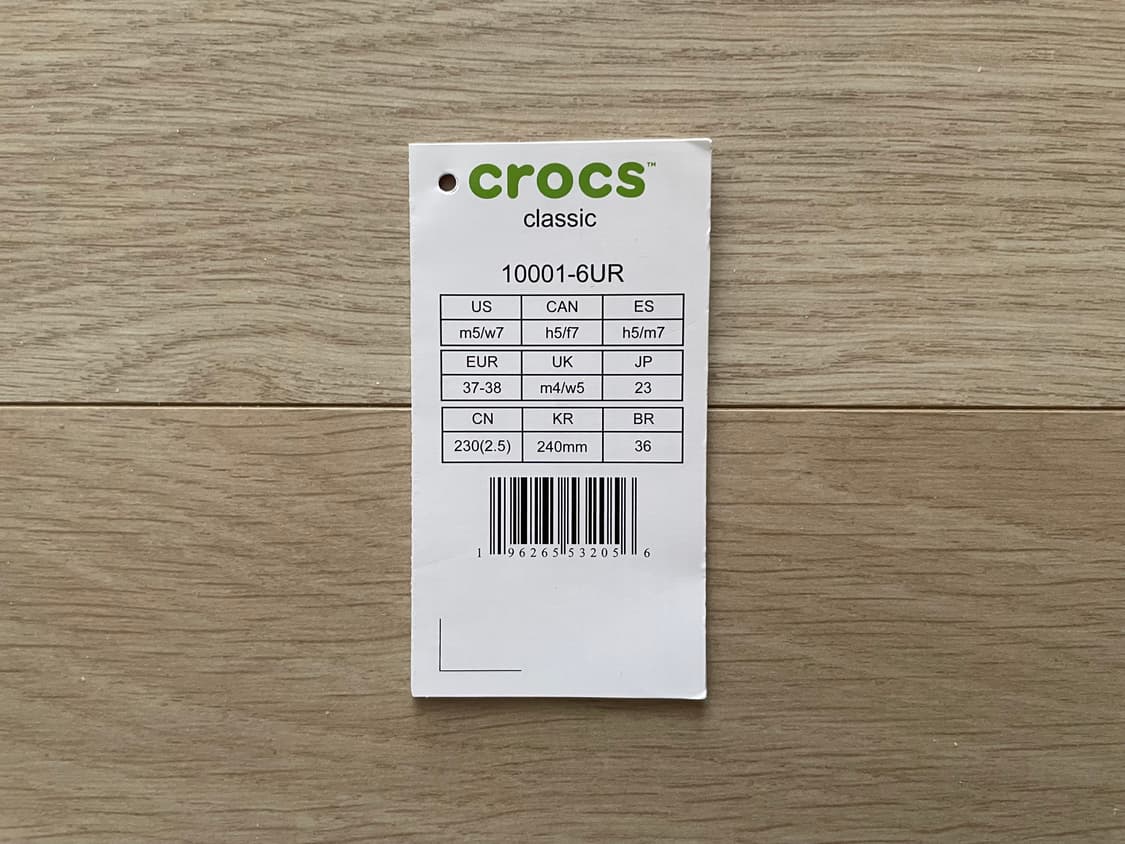 crocs™
classic
10001-6UR
US CAN ES
m5/w7 h5/f7 h5/m7
EUR UK JP
37-38 m4/w5 23
CN KR BR
230(2.5) 240mm 36
1 96265 53205 6